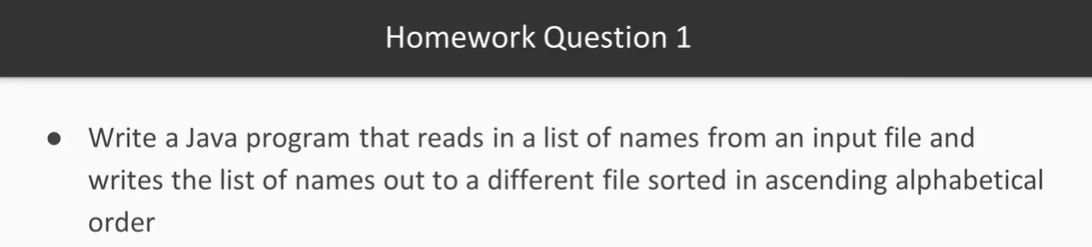 Homework Question 1
● Write a Java program that reads in a list of names from an input file and
writes the list of names out to a different file sorted in ascending alphabetical
order